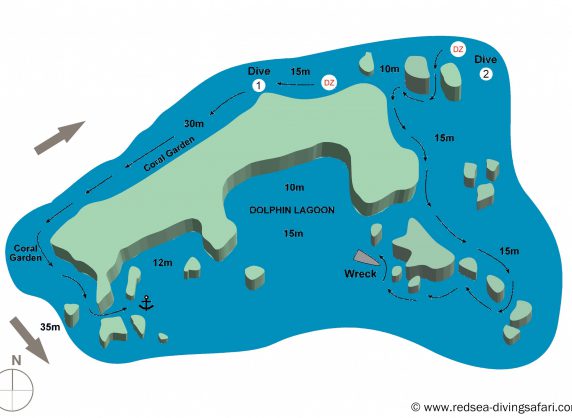 DZ
Dive
2
10m
Dive
1
15m
DZ
30m
Coral Garden
15m
10m
DOLPHIN LAGOON
15m
Coral
Garden
12m
15m
Wreck
35m
N
© www.redsea-divingsafari.com